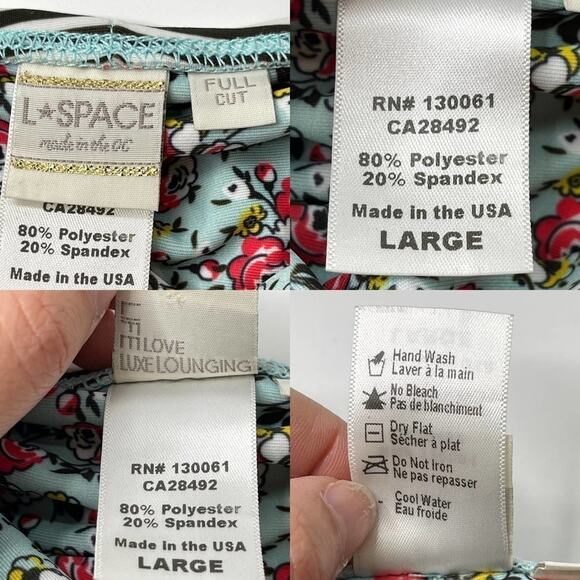 L★SPACE
made in the OC
FULL
CUT
CA28492
80% Polyester
20% Spandex
Made in the USA
RN# 130061
CA28492
80% Polyester
20% Spandex
Made in the USA
LARGE
LOVE
LUXE LOUNGING
RN# 130061
CA28492
80% Polyester
20% Spandex
Made in the USA
LARGE
Hand Wash
Laver à la main
No Bleach
Pas de blanchiment
Dry Flat
Sècher à plat
Do Not iron
Ne pas repasser
Cool Water
Eau froide